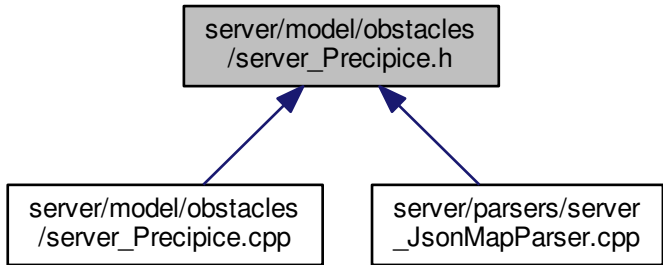 server/model/obstacles
/server_Precipice.h
server/model/obstacles
/server_Precipice.cpp
server/parsers/server
_JsonMapParser.cpp